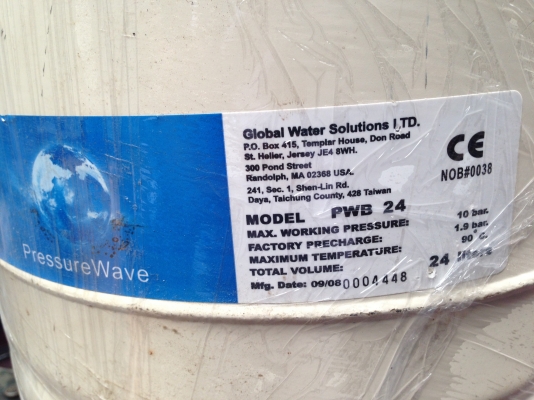 PressureWave
Global Water Solutions LTD.
P.O. Box 415, Templar House, Don Road
St. Helier, Jersey JE4 8WH.
300 Pond Street
Randolph, MA 02368 USA.
241, Sec. 1, Shen-Lin Rd.
Daya, Taichung County, 428 Taiwan
CE
NOB#0038
MODEL PWB 24
MAX. WORKING PRESSURE: 10 bar.
FACTORY PRECHARGE: 1.9 bar.
MAXIMUM TEMPERATURE: 90°C.
TOTAL VOLUME: 24 liters
Mfg. Date: 09/08 0004448